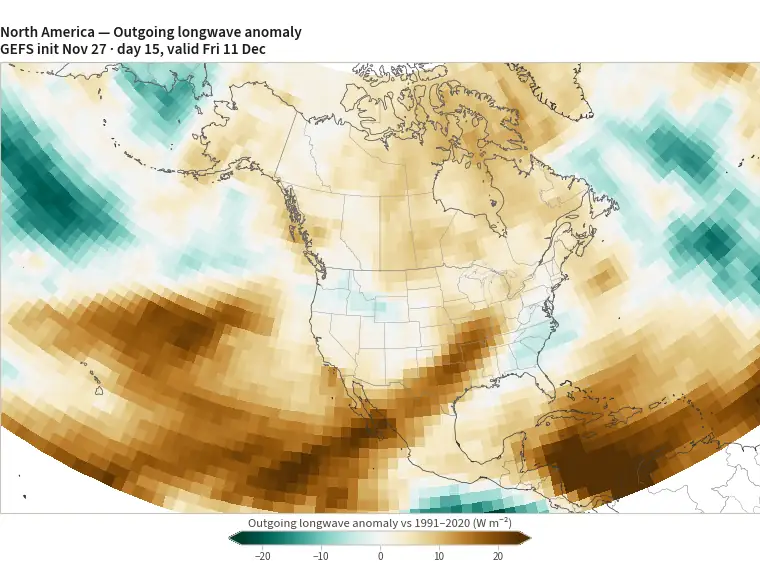 North America — Outgoing longwave anomaly
GEFS init Nov 27 · day 15, valid Fri 11 Dec
Outgoing longwave anomaly vs 1991–2020 (W m⁻²)
−20 −10 0 10 20